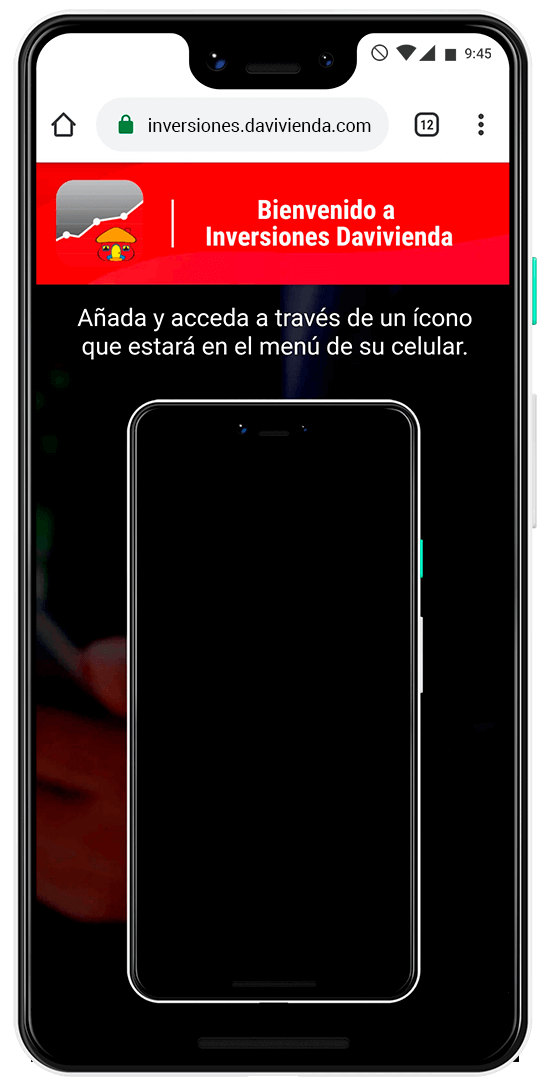 9:45
inversiones.davivienda.com
12
Bienvenido a
Inversiones Davivienda
Añada y acceda a través de un ícono
que estará en el menú de su celular.